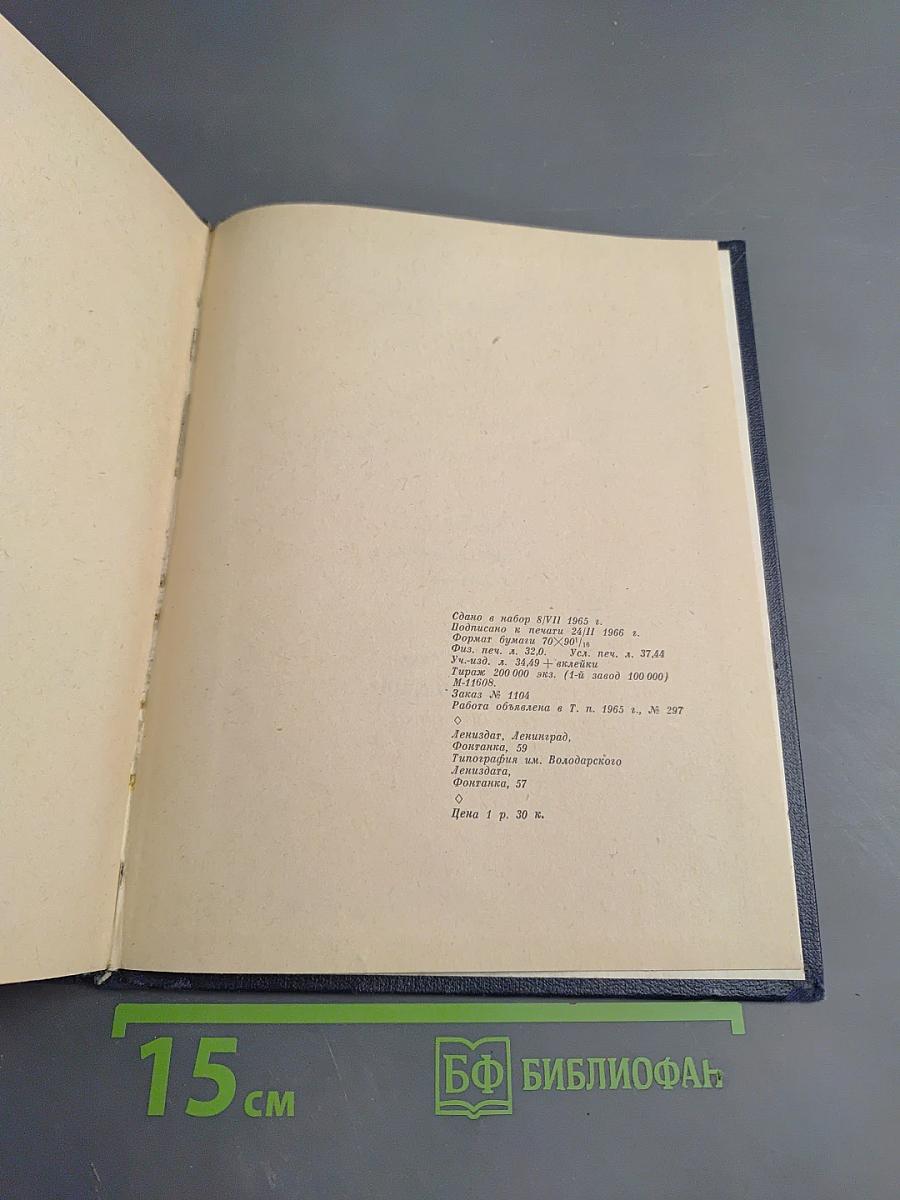 Сдано в набор 8/VII 1965 г.
Подписано к печати 24/II 1966 г.
Формат бумаги 70×90¹/₁₆
Физ. печ. л. 32,0. Усл. печ. л. 37,44
Уч.-изд. л. 34,49 + вклейки
Тираж 200 000 экз. (1-й завод 100 000)
М-11608.
Заказ № 1104
Работа объявлена в Т. п. 1965 г., № 297
◊
Лениздат, Ленинград,
Фонтанка, 59
Типография им. Володарского
Лениздата,
Фонтанка, 57
◊
Цена 1 р. 30 к.
15 см
БФ БИБЛИОФАН